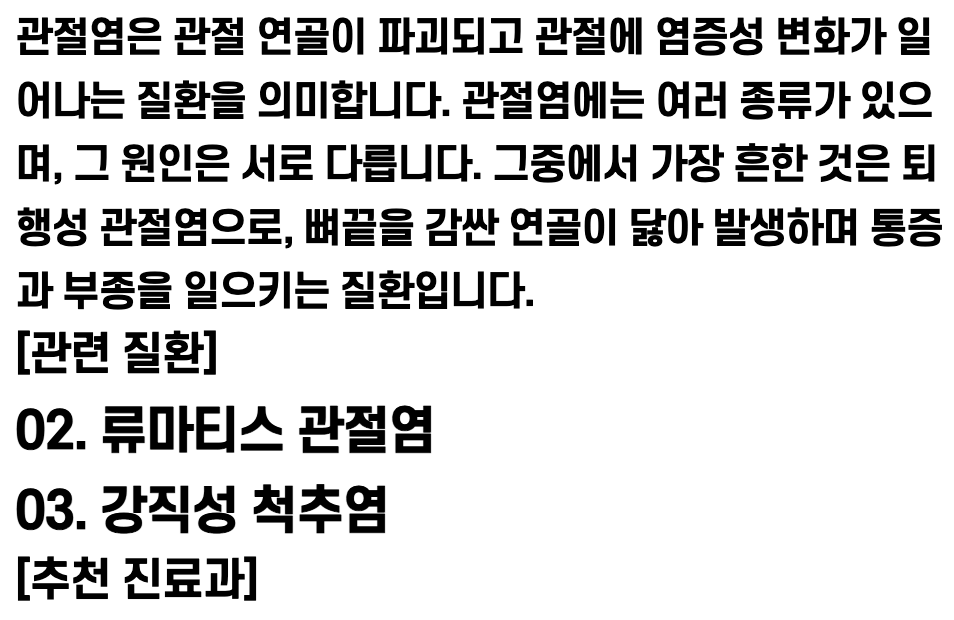 관절염은 관절 연골이 파괴되고 관절에 염증성 변화가 일
어나는 질환을 의미합니다. 관절염에는 여러 종류가 있으
며, 그 원인은 서로 다릅니다. 그중에서 가장 흔한 것은 퇴
행성 관절염으로, 뼈끝을 감싼 연골이 닳아 발생하며 통증
과 부종을 일으키는 질환입니다.
[관련 질환]
02. 류마티스 관절염
03. 강직성 척추염
[추천 진료과]